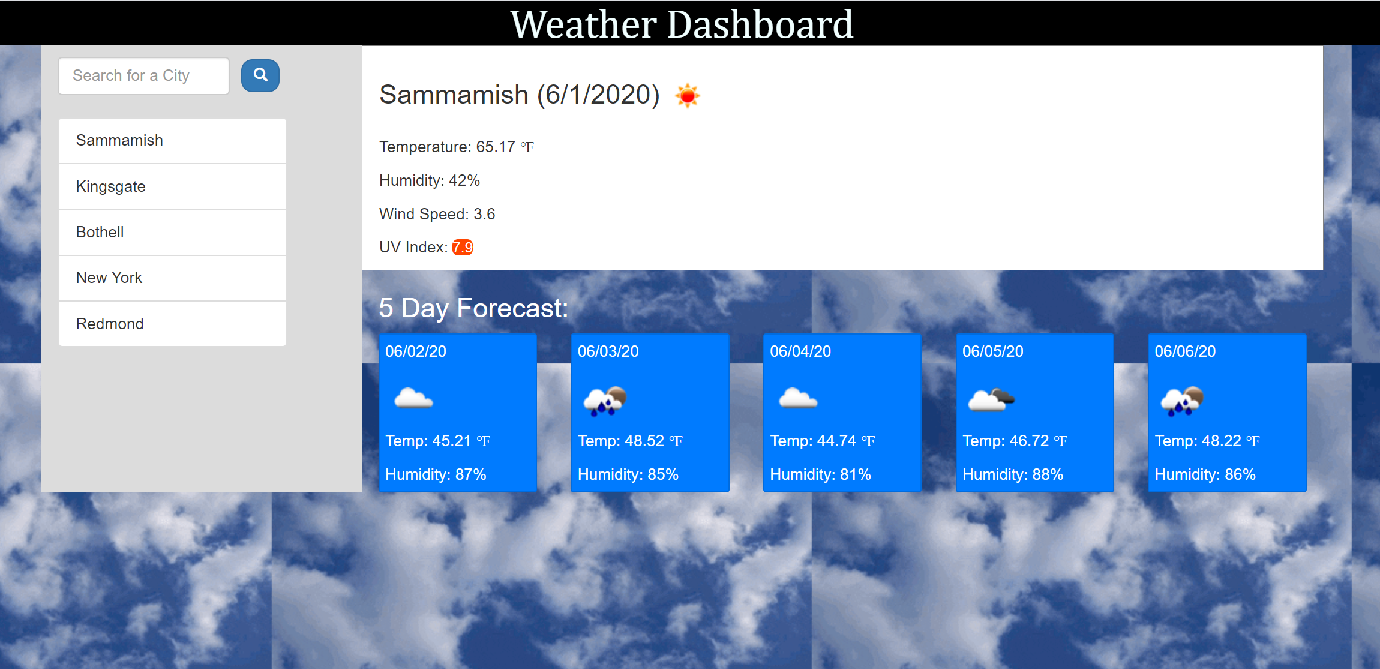 Weather Dashboard
Search for a City
Sammamish
Kingsgate
Bothell
New York
Redmond
Sammamish (6/1/2020)
Temperature: 65.17 ℉
Humidity: 42%
Wind Speed: 3.6
UV Index: 7.9
5 Day Forecast:
06/02/20
Temp: 45.21 ℉
Humidity: 87%
06/03/20
Temp: 48.52 ℉
Humidity: 85%
06/04/20
Temp: 44.74 ℉
Humidity: 81%
06/05/20
Temp: 46.72 ℉
Humidity: 88%
06/06/20
Temp: 48.22 ℉
Humidity: 86%